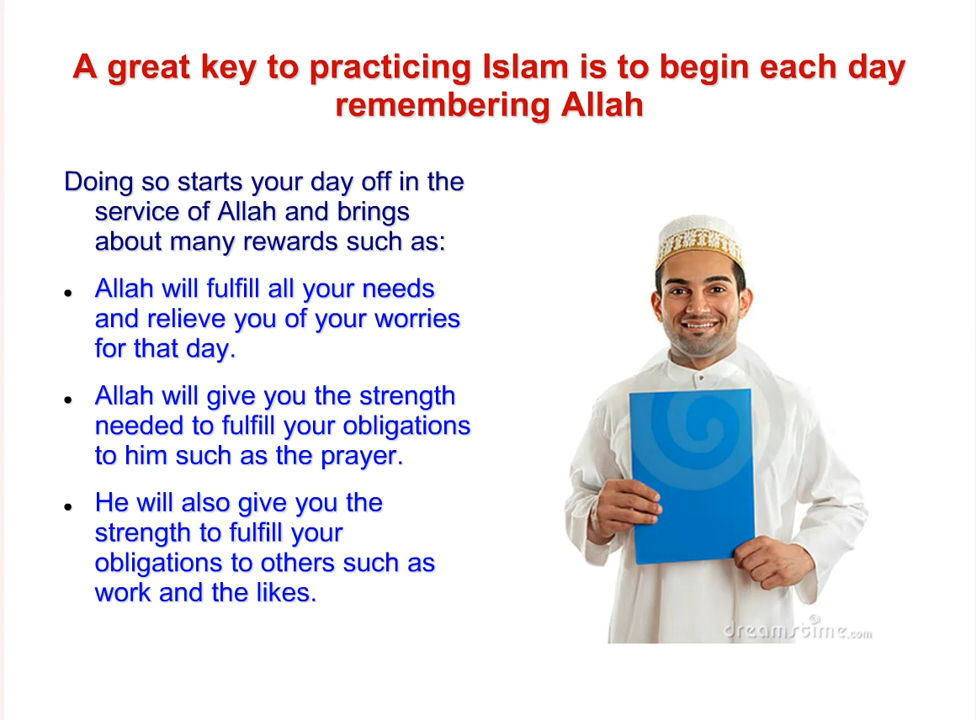 A great key to practicing Islam is to begin each day
remembering Allah
Doing so starts your day off in the
service of Allah and brings
about many rewards such as:
• Allah will fulfill all your needs
and relieve you of your worries
for that day.
• Allah will give you the strength
needed to fulfill your obligations
to him such as the prayer.
• He will also give you the
strength to fulfill your
obligations to others such as
work and the likes.
dreamstime.com